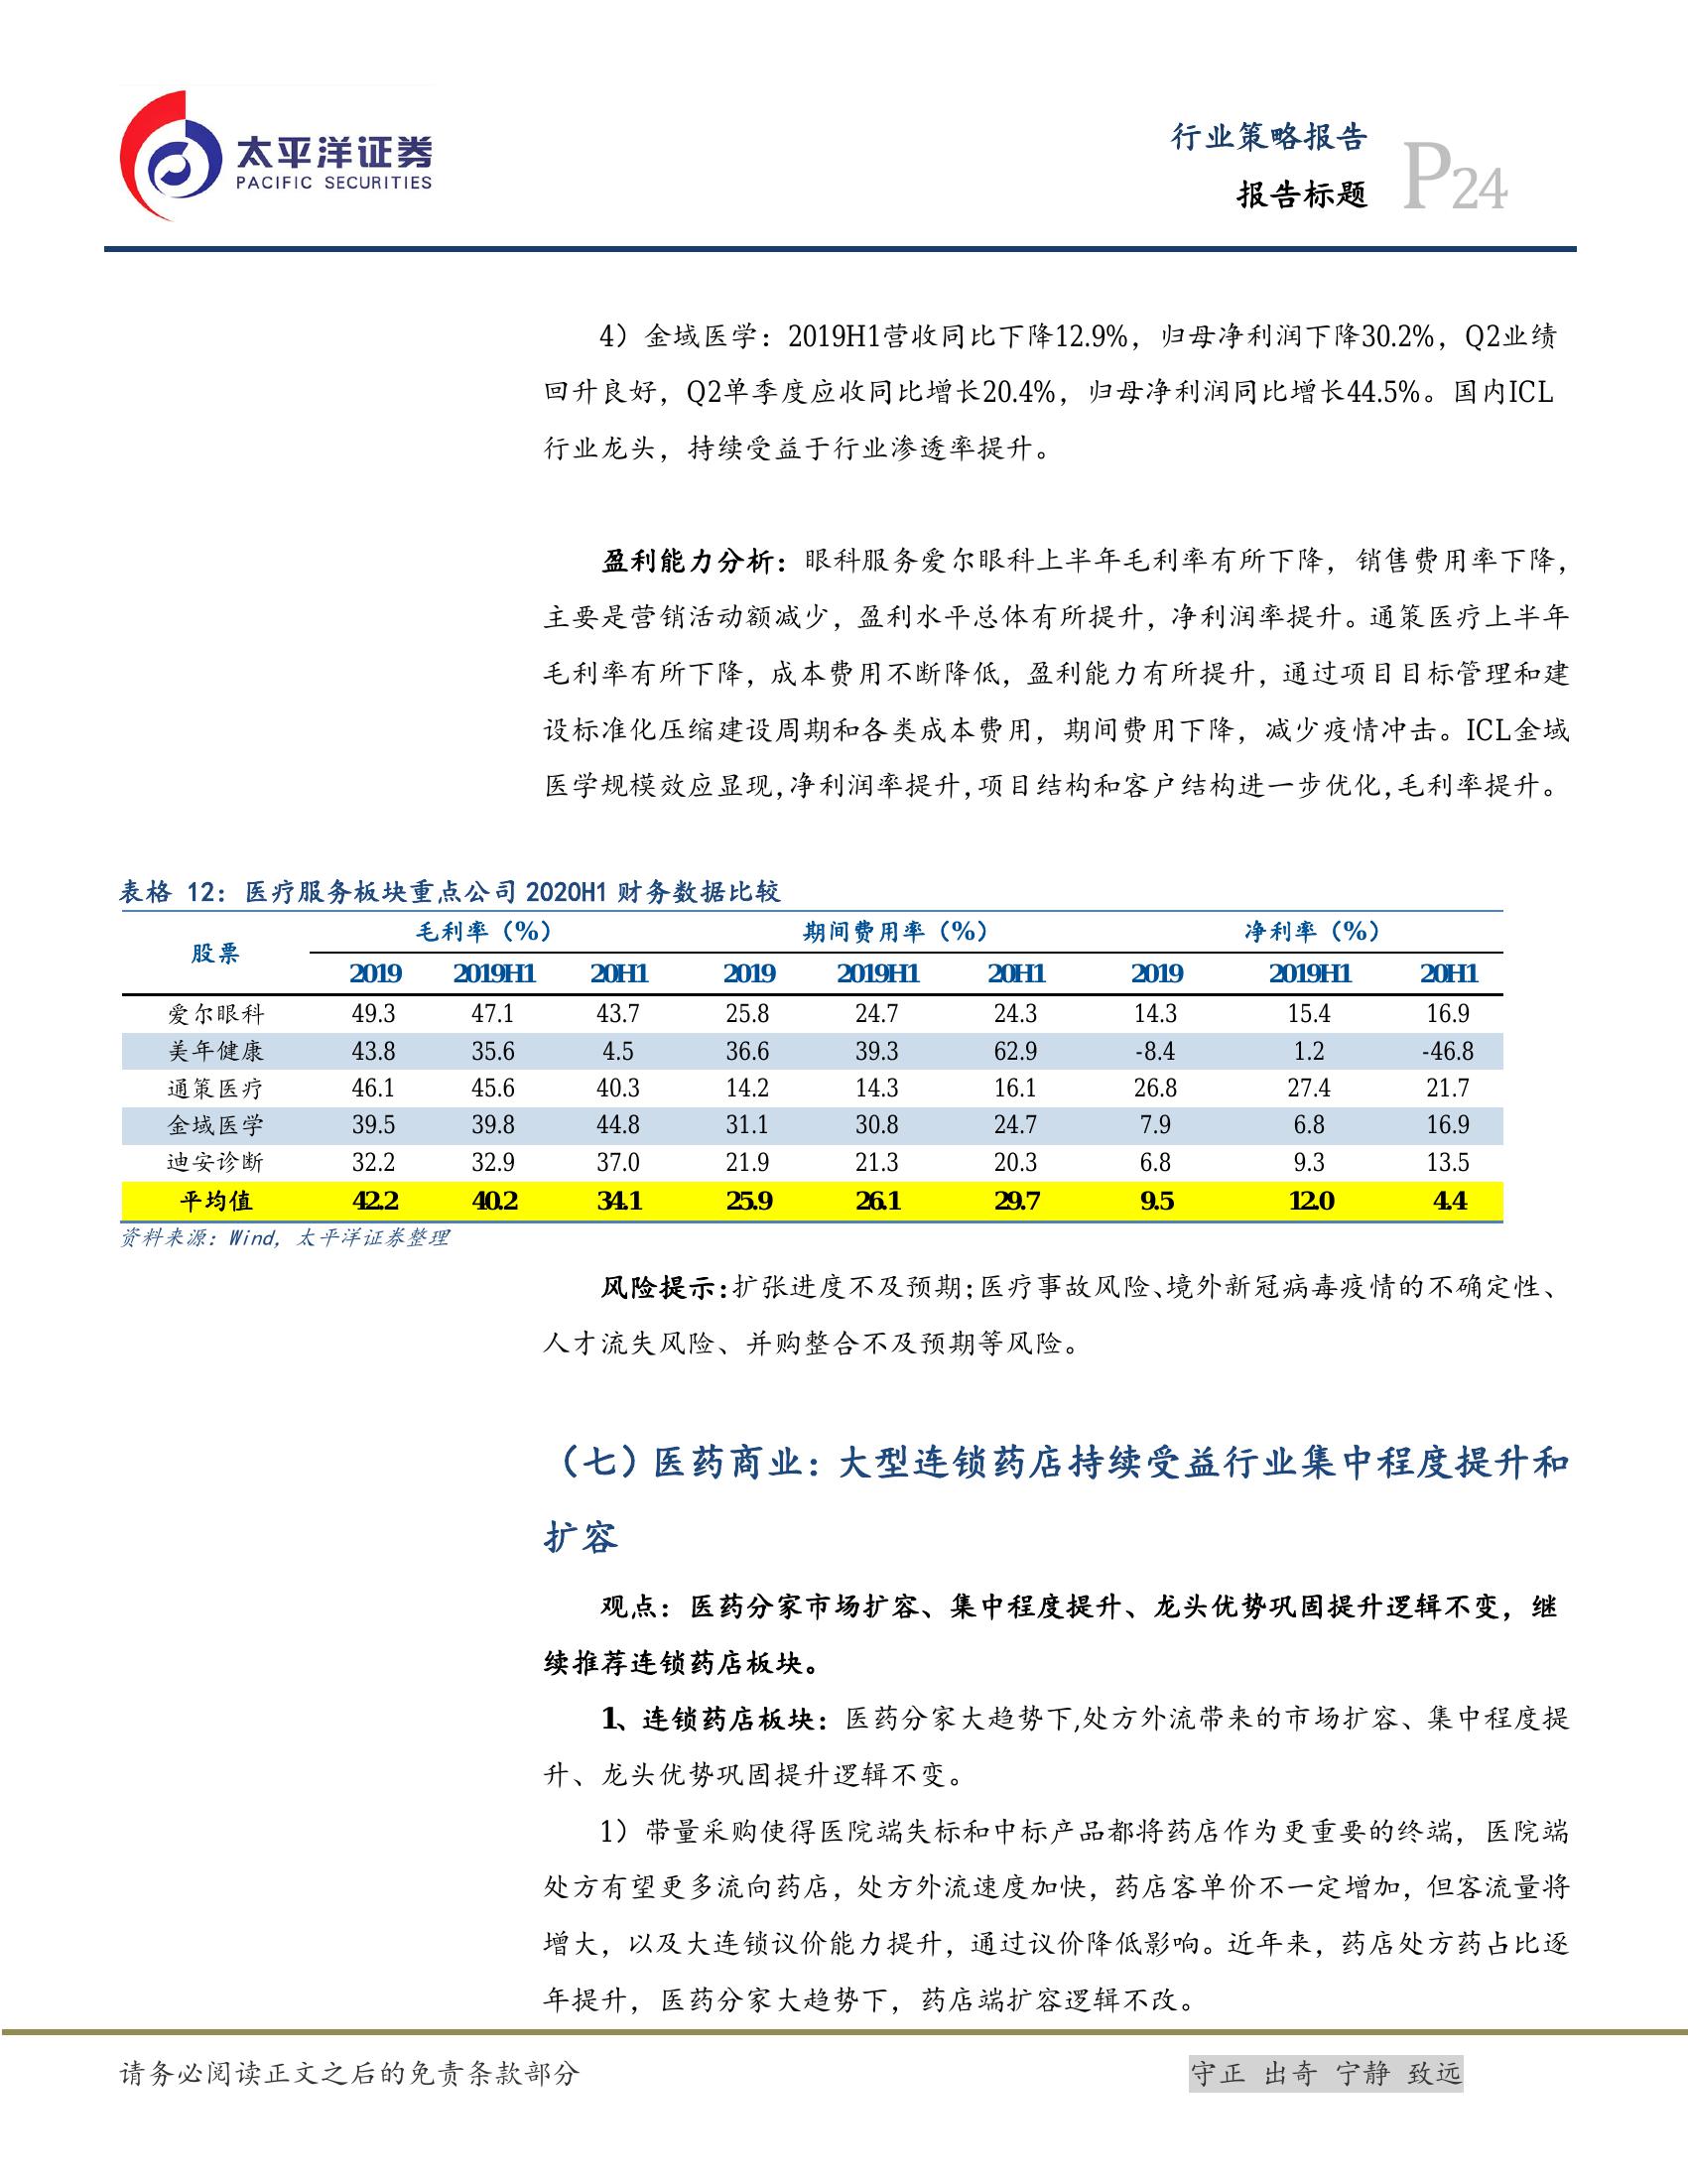 太平洋证券
PACIFIC SECURITIES
行业策略报告
报告标题
P24
4）金域医学：2019H1营收同比下降12.9%，归母净利润下降30.2%，Q2业绩
回升良好，Q2单季度应收同比增长20.4%，归母净利润同比增长44.5%。国内ICL
行业龙头，持续受益于行业渗透率提升。
盈利能力分析：眼科服务爱尔眼科上半年毛利率有所下降，销售费用率下降，
主要是营销活动额减少，盈利水平总体有所提升，净利润率提升。通策医疗上半年
毛利率有所下降，成本费用不断降低，盈利能力有所提升，通过项目目标管理和建
设标准化压缩建设周期和各类成本费用，期间费用下降，减少疫情冲击。ICL金域
医学规模效应显现,净利润率提升,项目结构和客户结构进一步优化,毛利率提升。
表格 12：医疗服务板块重点公司 2020H1 财务数据比较
股票 毛利率（%） 期间费用率（%） 净利率（%）
2019 2019H1 20H1 2019 2019H1 20H1 2019 2019H1 20H1
爱尔眼科 49.3 47.1 43.7 25.8 24.7 24.3 14.3 15.4 16.9
美年健康 43.8 35.6 4.5 36.6 39.3 62.9 -8.4 1.2 -46.8
通策医疗 46.1 45.6 40.3 14.2 14.3 16.1 26.8 27.4 21.7
金域医学 39.5 39.8 44.8 31.1 30.8 24.7 7.9 6.8 16.9
迪安诊断 32.2 32.9 37.0 21.9 21.3 20.3 6.8 9.3 13.5
平均值 42.2 40.2 34.1 25.9 26.1 29.7 9.5 12.0 4.4
资料来源：Wind，太平洋证券整理
风险提示:扩张进度不及预期;医疗事故风险、境外新冠病毒疫情的不确定性、
人才流失风险、并购整合不及预期等风险。
（七）医药商业：大型连锁药店持续受益行业集中程度提升和
扩容
观点：医药分家市场扩容、集中程度提升、龙头优势巩固提升逻辑不变，继
续推荐连锁药店板块。
1、连锁药店板块：医药分家大趋势下,处方外流带来的市场扩容、集中程度提
升、龙头优势巩固提升逻辑不变。
1）带量采购使得医院端失标和中标产品都将药店作为更重要的终端，医院端
处方有望更多流向药店，处方外流速度加快，药店客单价不一定增加，但客流量将
增大，以及大连锁议价能力提升，通过议价降低影响。近年来，药店处方药占比逐
年提升，医药分家大趋势下，药店端扩容逻辑不改。
请务必阅读正文之后的免责条款部分
守正 出奇 宁静 致远